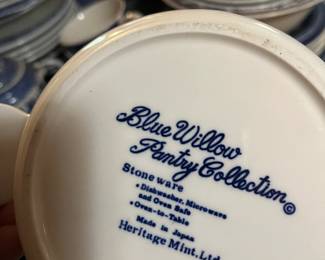 Blue Willow
Pantry Collection©
Stoneware
• Dishwasher, Microwave
and Oven Safe
• Oven-to-Table
Made in Japan
Heritage Mint, Ltd.